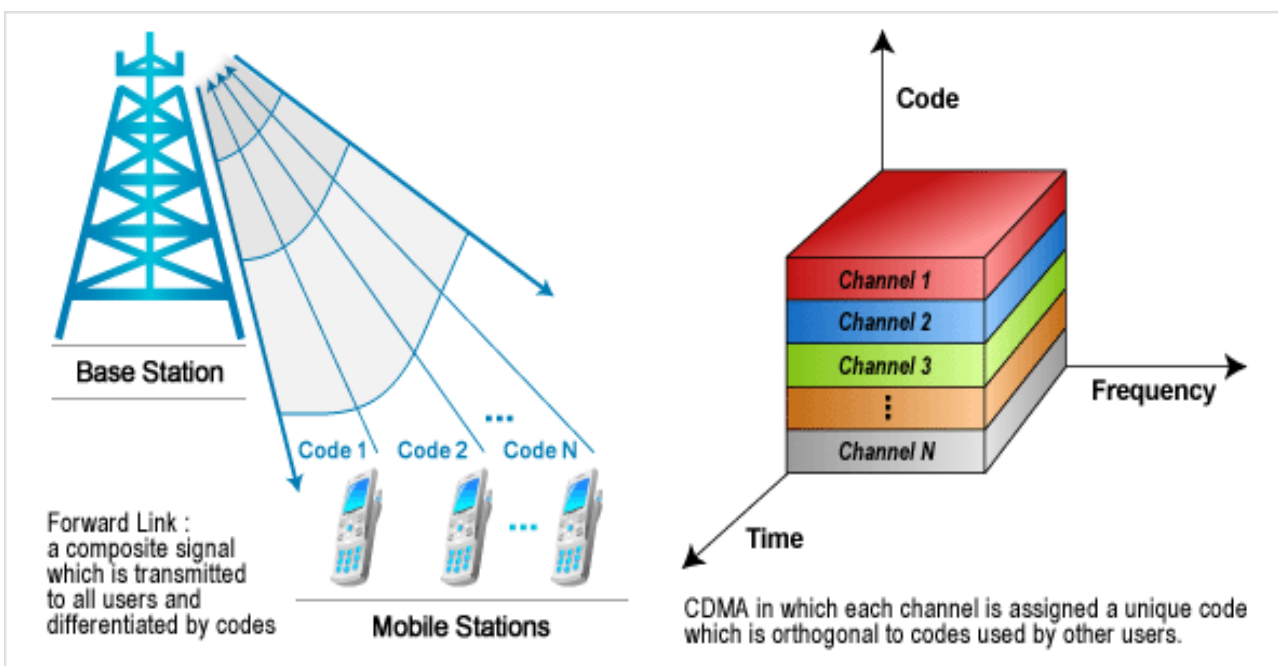 Base Station
Code 1
Code 2
...
Code N
...
Mobile Stations
Forward Link :
a composite signal
which is transmitted
to all users and
differentiated by codes
Code
Channel 1
Channel 2
Channel 3
⋮
Channel N
Frequency
Time
CDMA in which each channel is assigned a unique code
which is orthogonal to codes used by other users.